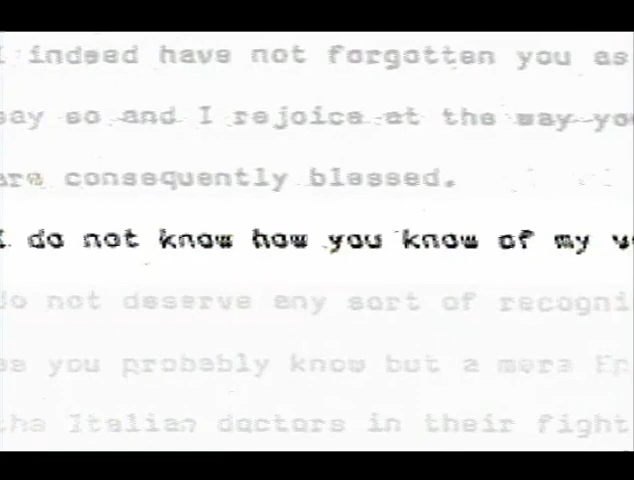 I indeed have not forgotten you as
say so and I rejoice at the way you
are consequently blessed.
I do not know how you know of my
do not deserve any sort of recogni
as you probably know but a mere
the Italian doctors in their fight